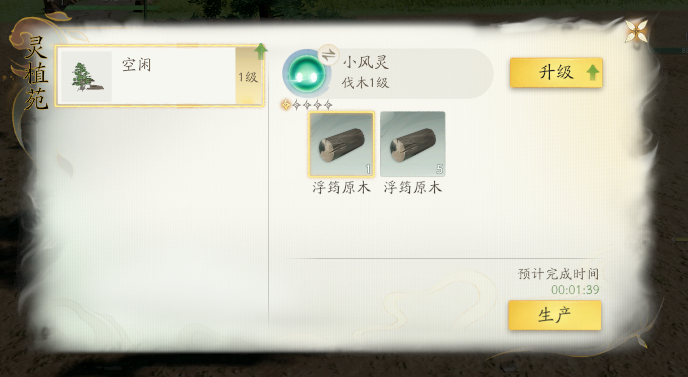 灵植苑
空闲
1级
小风灵
伐木1级
升级
1
5
浮筠原木
浮筠原木
预计完成时间
00:01:39
生产